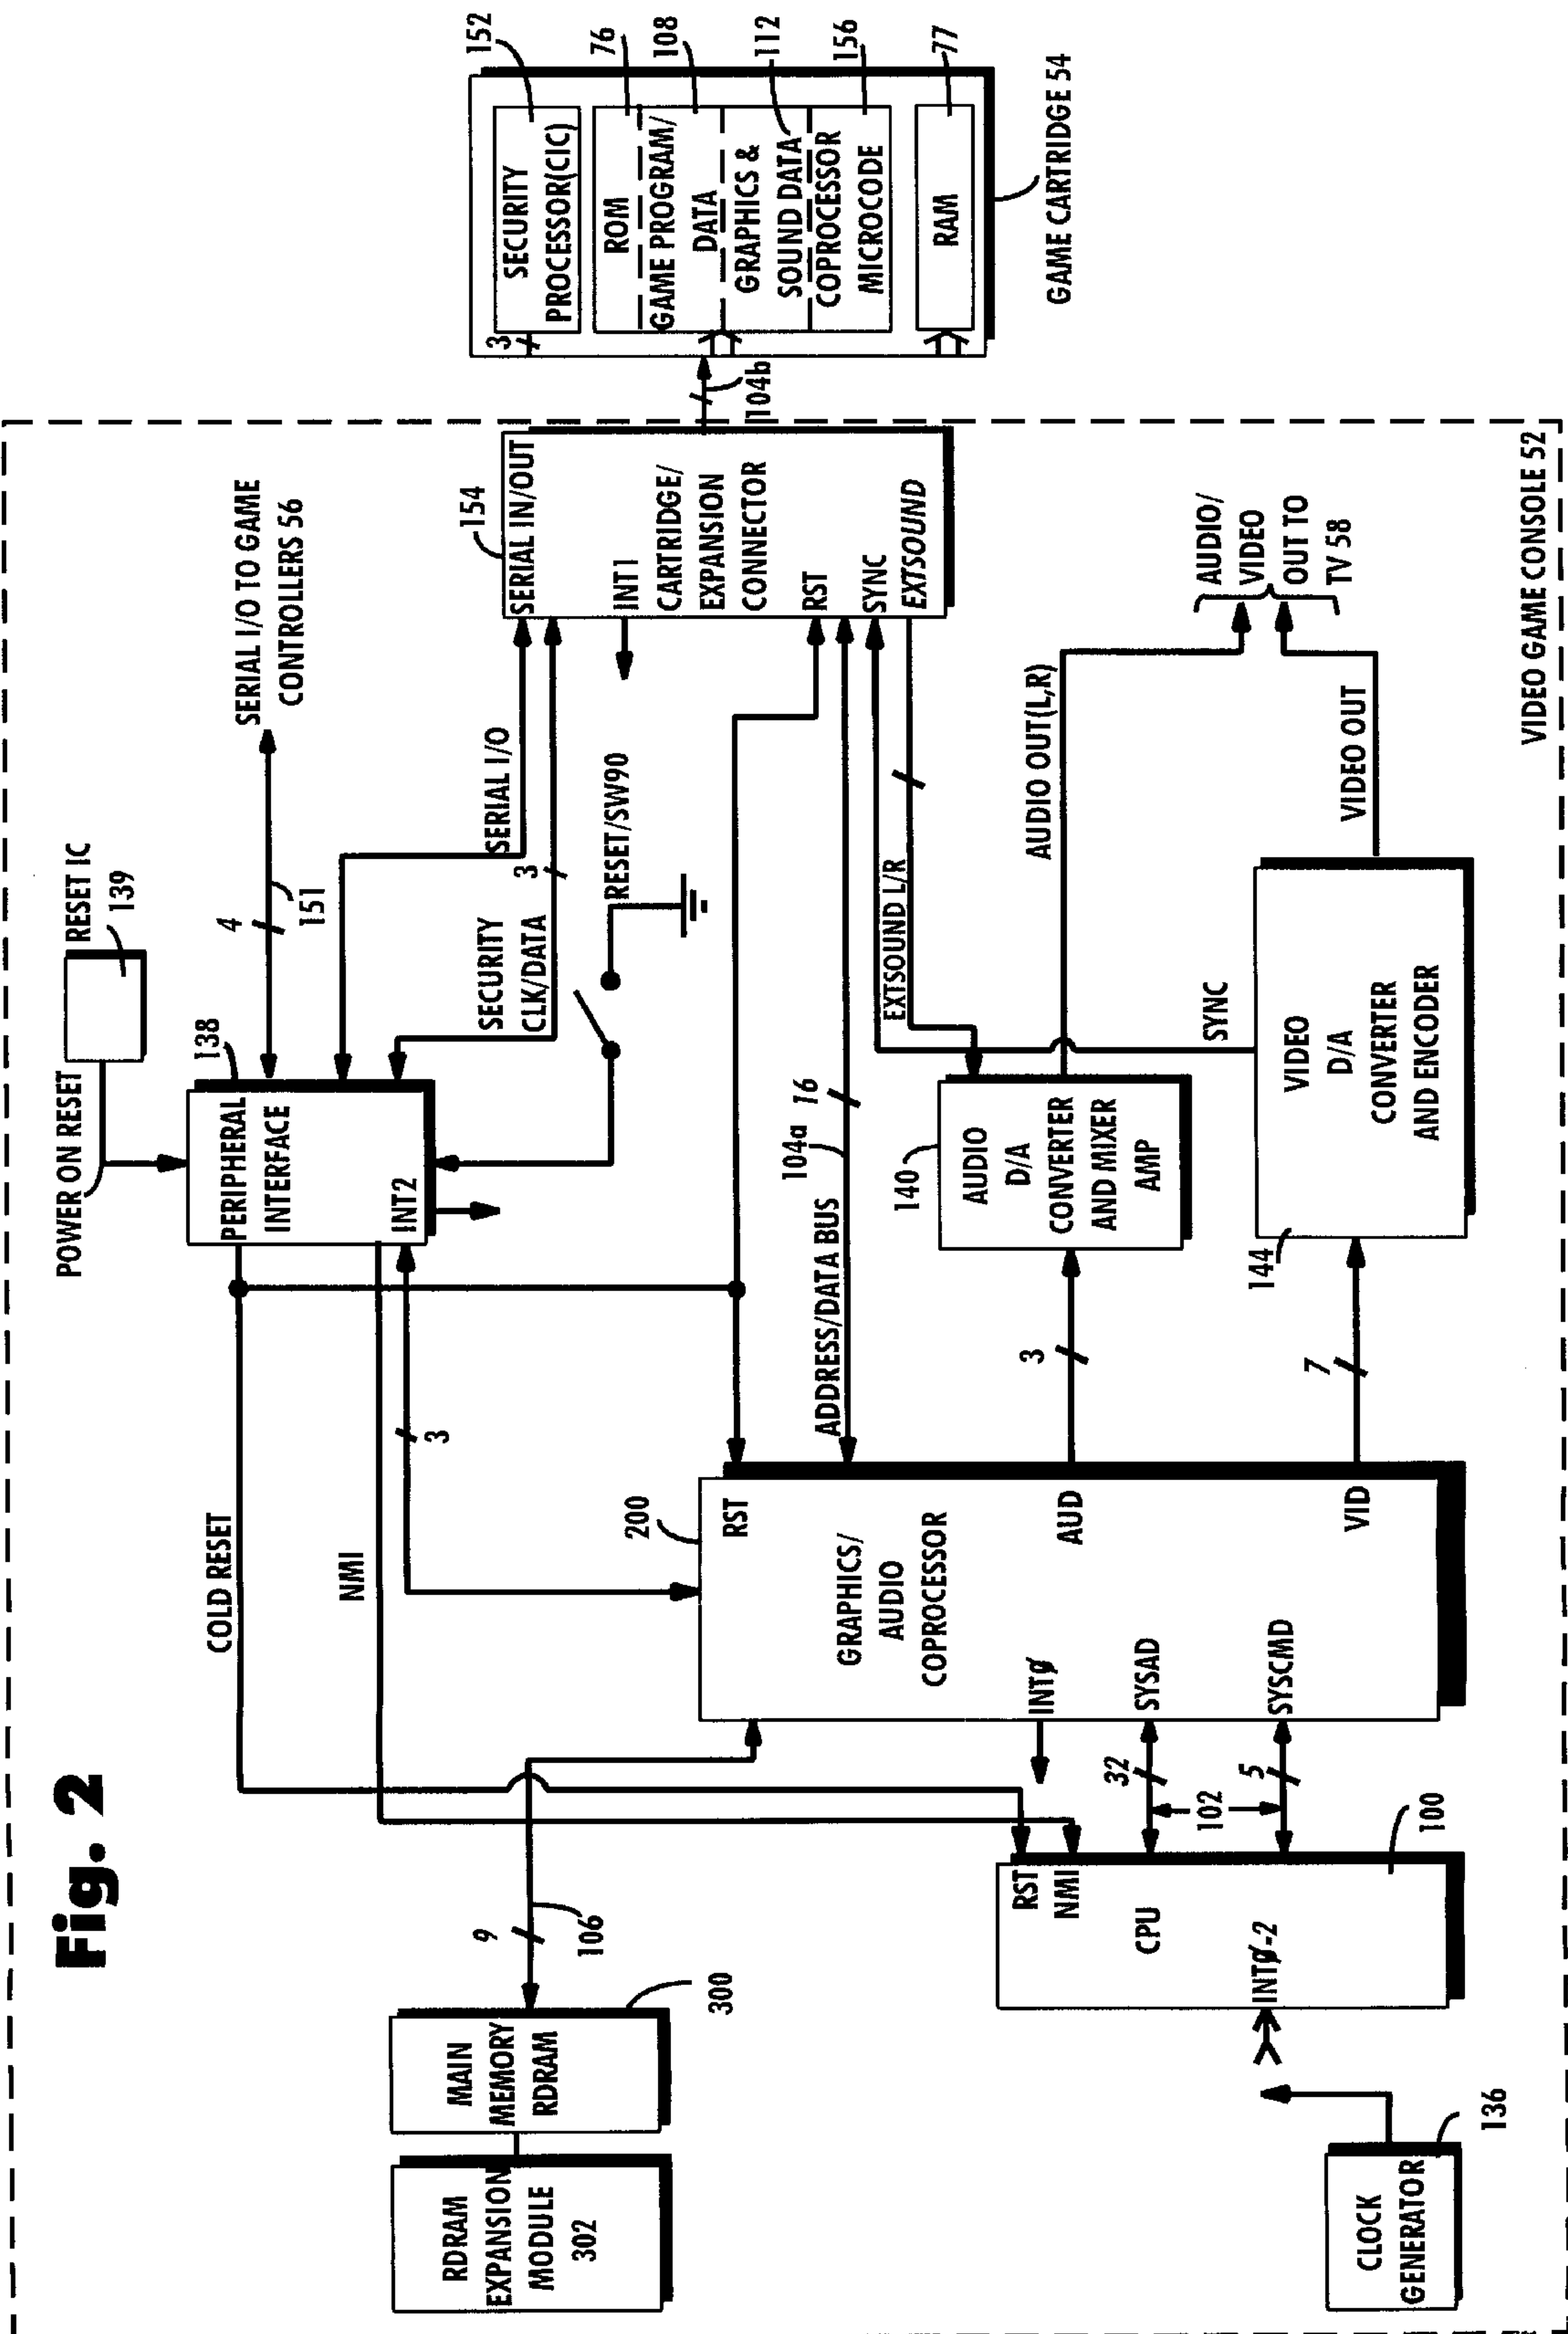 Fig. 2
POWER ON RESET
RESET IC
139
138
PERIPHERAL
INTERFACE
INT2
4
151
SERIAL I/O TO GAME
CONTROLLERS 56
COLD RESET
NMI
3
SERIAL I/O
SECURITY
CLK/DATA
3
RESET/SW90
154
SERIAL IN/OUT
INT1
CARTRIDGE/
EXPANSION
CONNECTOR
RST
SYNC
EXTSOUND
104b
3
SECURITY
PROCESSOR(CIC)
152
ROM
76
GAME PROGRAM/
DATA
108
GRAPHICS &
SOUND DATA
112
COPROCESSOR
MICROCODE
156
RAM
77
GAME CARTRIDGE 54
RDRAM
EXPANSION
MODULE
302
MAIN
MEMORY
RDRAM
300
9
106
200
RST
GRAPHICS/
AUDIO
COPROCESSOR
AUD
VID
INTØ
SYSAD
SYSCMD
ADDRESS/DATA BUS
104a
16
EXTSOUND L/R
140
AUDIO
D/A
CONVERTER
AND MIXER
AMP
3
AUDIO OUT(L,R)
SYNC
144
VIDEO
D/A
CONVERTER
AND ENCODER
7
VIDEO OUT
AUDIO/
VIDEO
OUT TO
TV 58
32
102
5
RST
NMI
CPU
INTØ-2
100
CLOCK
GENERATOR
136
VIDEO GAME CONSOLE 52